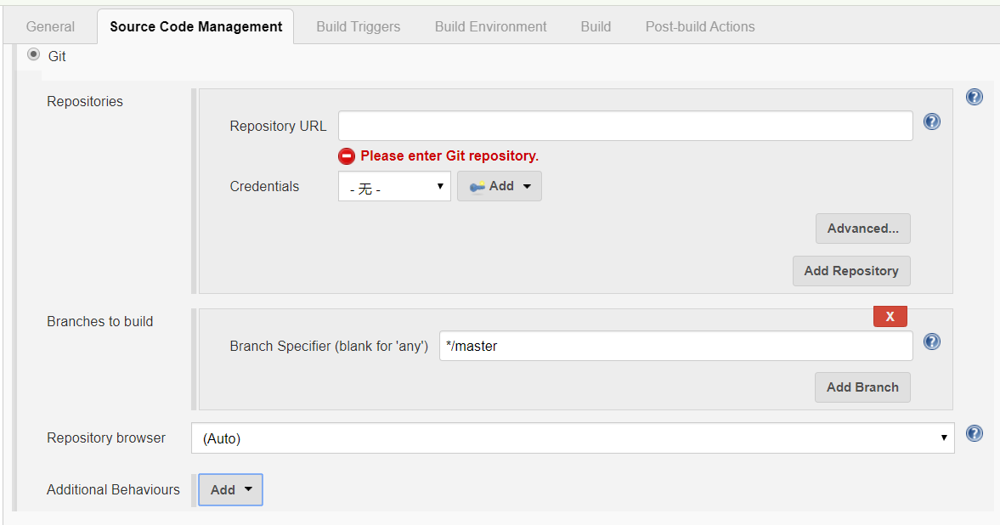 General Source Code Management Build Triggers Build Environment Build Post-build Actions
Git
Repositories
Repository URL
Please enter Git repository.
Credentials - 无 - Add
Advanced...
Add Repository
Branches to build
X
Branch Specifier (blank for 'any') */master
Add Branch
Repository browser (Auto)
Additional Behaviours Add